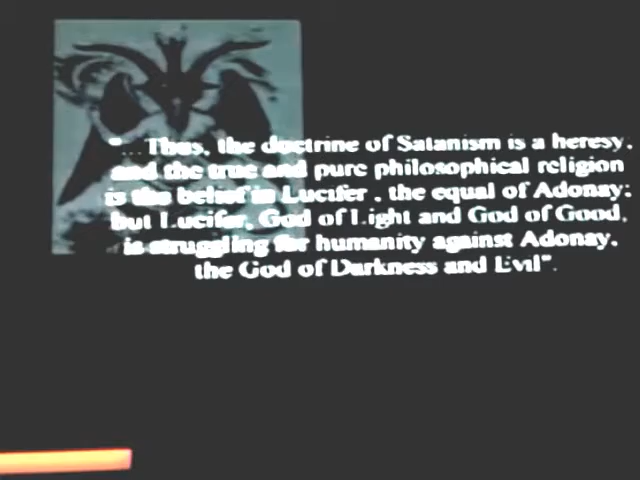 "...Thus, the doctrine of Satanism is a heresy,
and the true and pure philosophical religion
is the belief in Lucifer , the equal of Adonay;
but Lucifer, God of Light and God of Good,
is struggling for humanity against Adonay,
the God of Darkness and Evil".